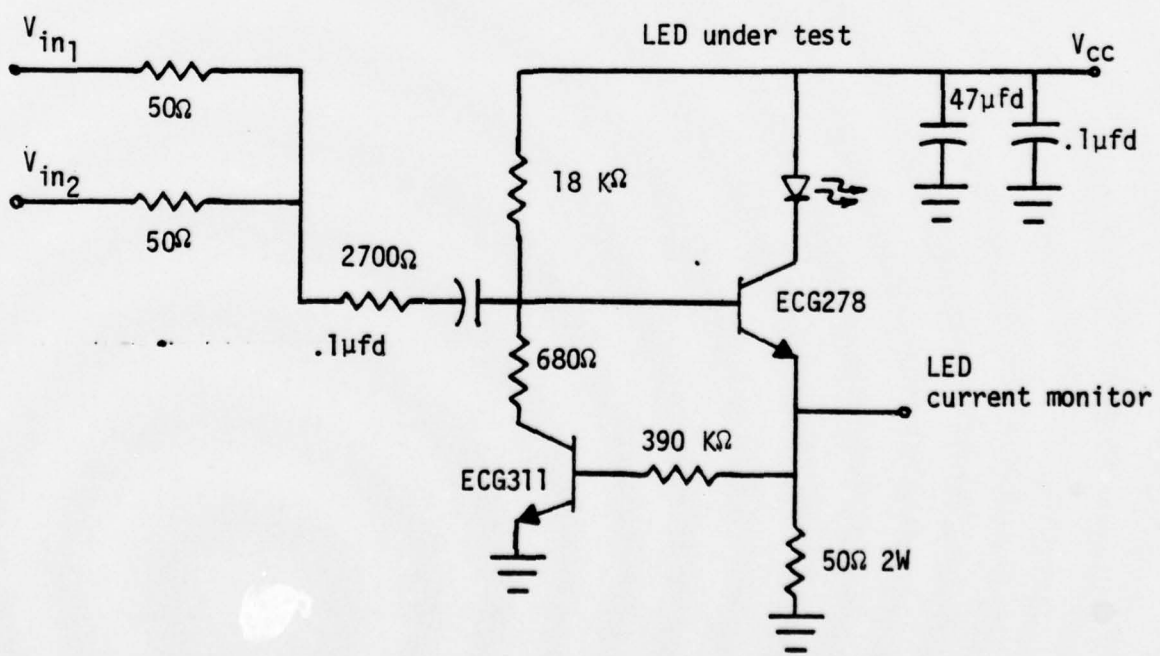 Vin1
LED under test
Vcc
50Ω
47µfd
.1µfd
Vin2
18 KΩ
50Ω
2700Ω
ECG278
.1µfd
680Ω
LED
current monitor
390 KΩ
ECG311
50Ω 2W